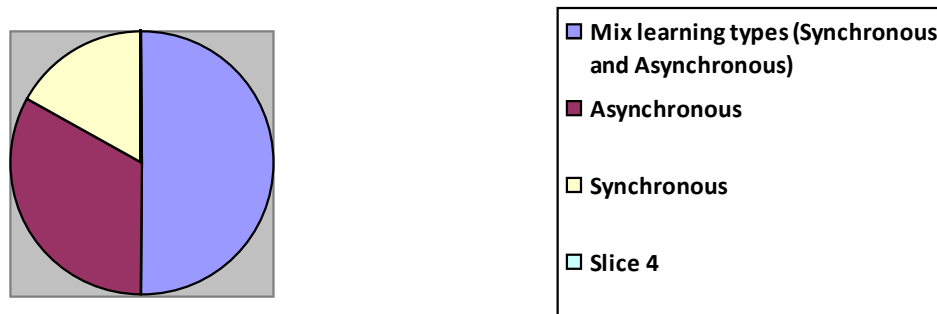 Mix learning types (Synchronous
and Asynchronous)
Asynchronous
Synchronous
Slice 4